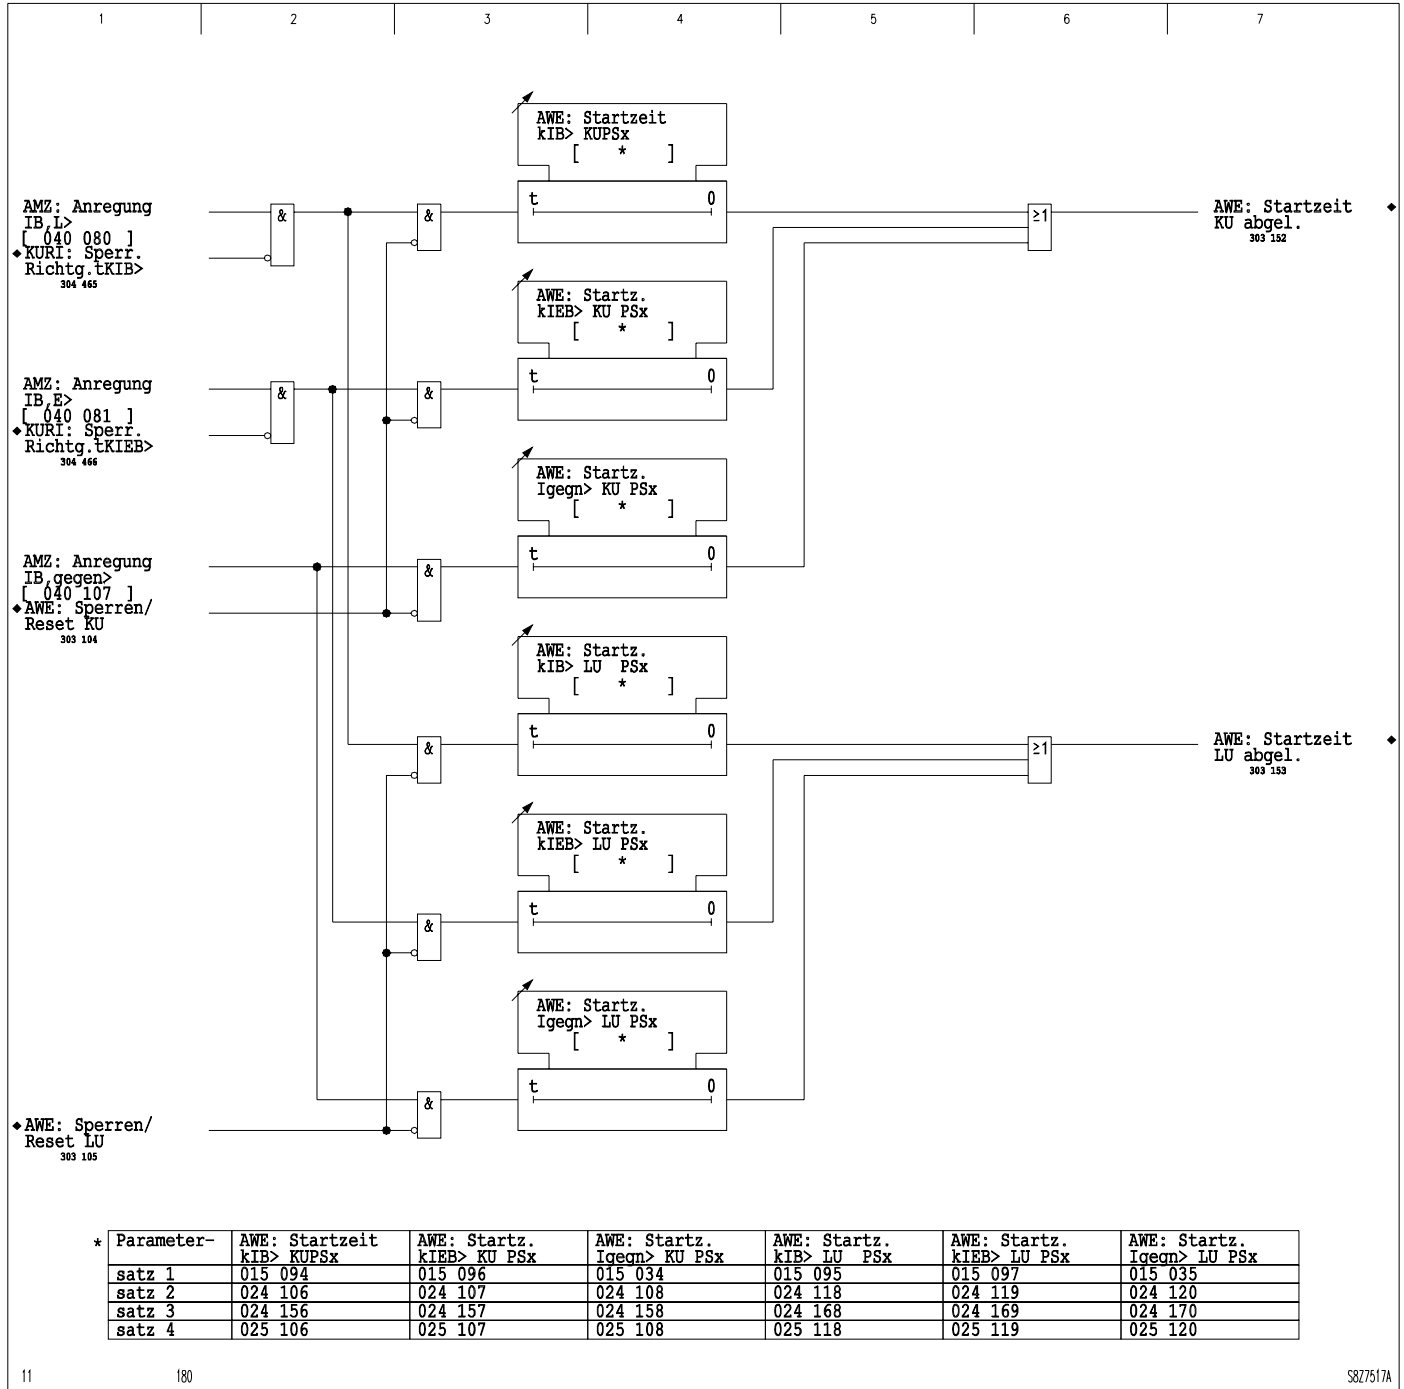 1 2 3 4 5 6 7
AWE: Startzeit
kIB> KUPSx
[ * ]
t 0
AMZ: Anregung
IB,L>
[ 040 080 ]
◆KURI: Sperr.
Richtg.tKIB>
304 465
&
&
≥1
AWE: Startzeit ◆
KU abgel.
303 152
AWE: Startz.
kIEB> KU PSx
[ * ]
t 0
AMZ: Anregung
IB,E>
[ 040 081 ]
◆KURI: Sperr.
Richtg.tKIEB>
304 466
&
&
AWE: Startz.
Igegn> KU PSx
[ * ]
t 0
AMZ: Anregung
IB,gegen>
[ 040 107 ]
◆AWE: Sperren/
Reset KU
303 104
&
AWE: Startz.
kIB> LU PSx
[ * ]
t 0
&
≥1
AWE: Startzeit ◆
LU abgel.
303 153
AWE: Startz.
kIEB> LU PSx
[ * ]
t 0
&
AWE: Startz.
Igegn> LU PSx
[ * ]
t 0
&
◆AWE: Sperren/
Reset LU
303 105
* Parameter- AWE: Startzeit AWE: Startz. AWE: Startz. AWE: Startz. AWE: Startz. AWE: Startz.
kIB> KUPSx kIEB> KU PSx Igegn> KU PSx kIB> LU PSx kIEB> LU PSx Igegn> LU PSx
satz 1 015 094 015 096 015 034 015 095 015 097 015 035
satz 2 024 106 024 107 024 108 024 118 024 119 024 120
satz 3 024 156 024 157 024 158 024 168 024 169 024 170
satz 4 025 106 025 107 025 108 025 118 025 119 025 120
11 180 S8Z7517A